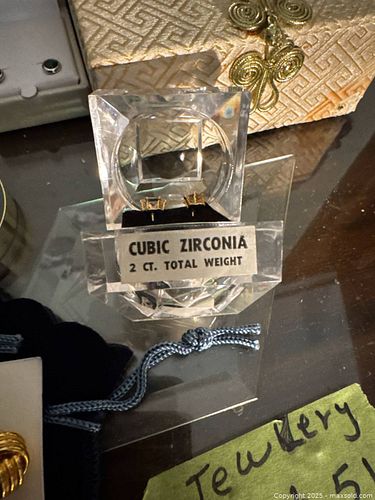 CUBIC ZIRCONIA
2 CT. TOTAL WEIGHT
Jewlery
Copyright 2025 - maxsold.com